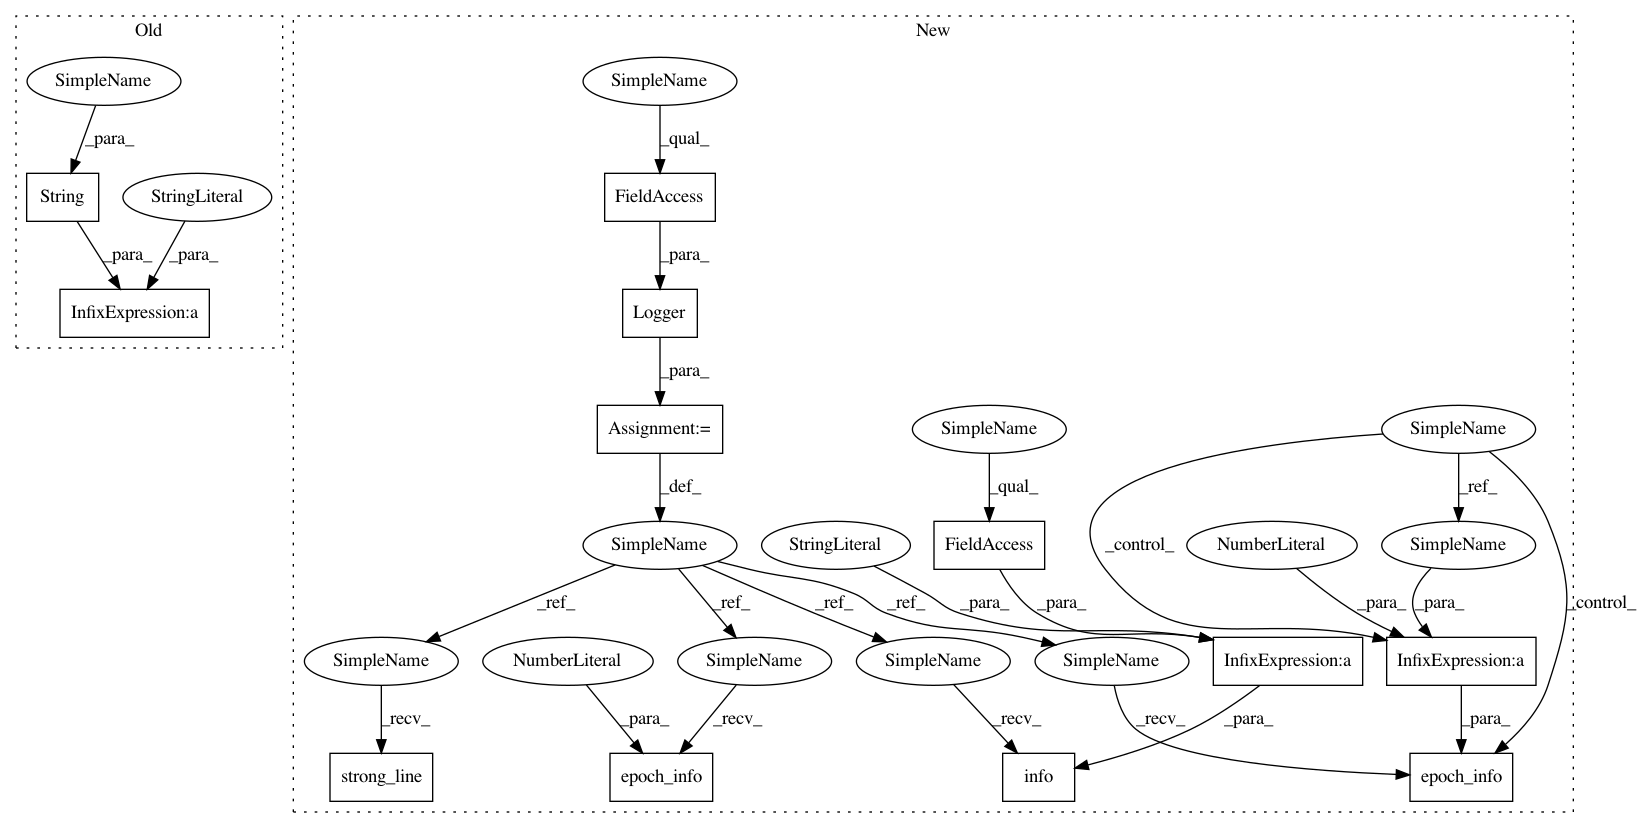 Old
New
SimpleName
SimpleName
_para_
_qual_
String
StringLiteral
FieldAccess
_para_
_para_
_para_
InfixExpression:a
Logger
_para_
Assignment:=
SimpleName
SimpleName
_def_
_qual_
_ref_
SimpleName
StringLiteral
FieldAccess
_control_
NumberLiteral
SimpleName
_ref_
_ref_
_ref_
_ref_
_para_
_para_
_para_
_para_
_control_
SimpleName
NumberLiteral
SimpleName
SimpleName
SimpleName
InfixExpression:a
InfixExpression:a
_recv_
_para_
_recv_
_recv_
_recv_
_para_
_para_
strong_line
epoch_info
info
epoch_info